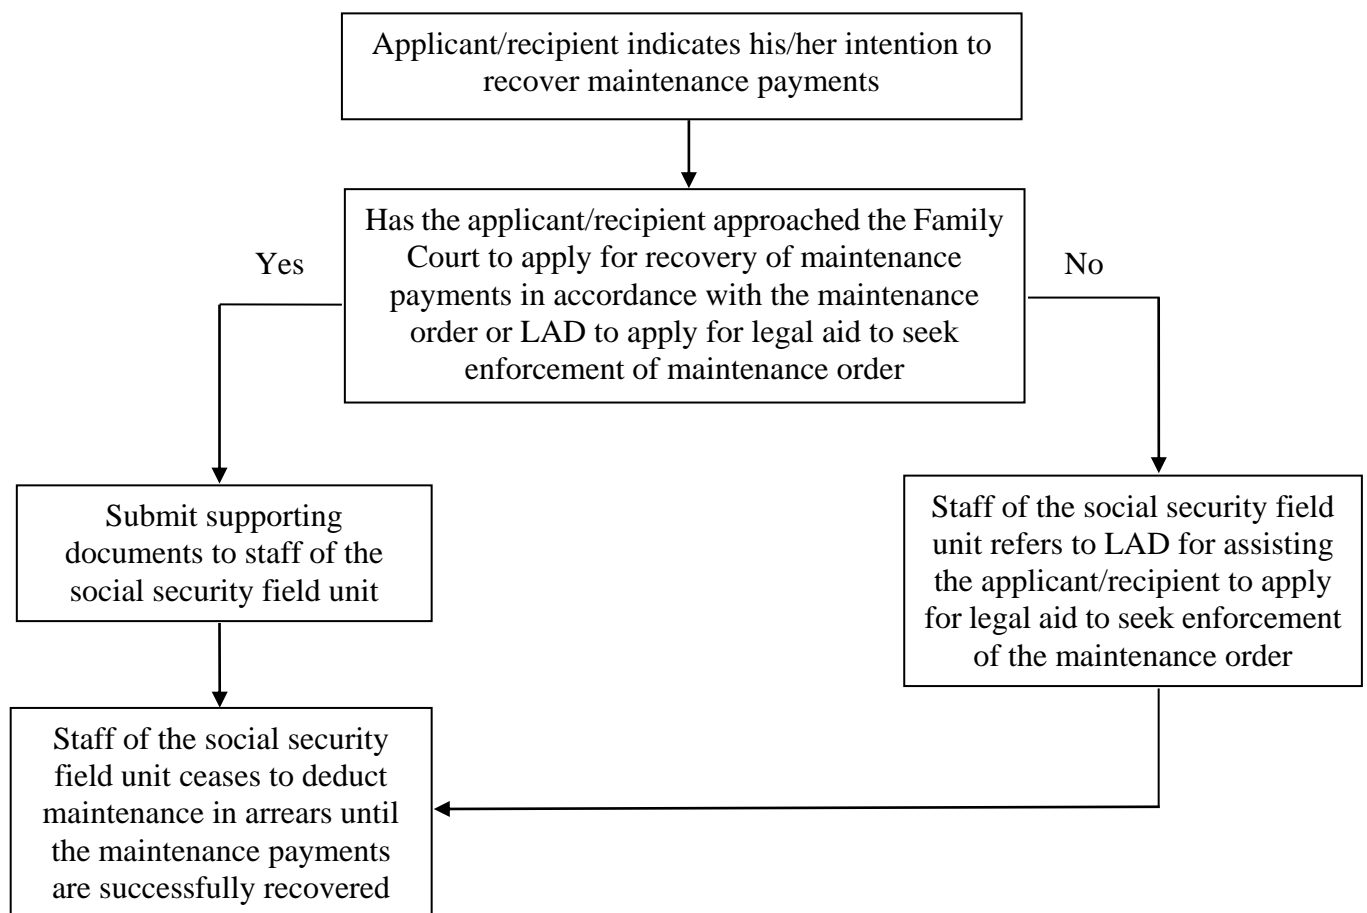 Applicant/recipient indicates his/her intention to
recover maintenance payments
Has the applicant/recipient approached the Family
Court to apply for recovery of maintenance
payments in accordance with the maintenance
order or LAD to apply for legal aid to seek
enforcement of maintenance order
Yes
No
Submit supporting
documents to staff of the
social security field unit
Staff of the social security field
unit refers to LAD for assisting
the applicant/recipient to apply
for legal aid to seek enforcement
of the maintenance order
Staff of the social security
field unit ceases to deduct
maintenance in arrears until
the maintenance payments
are successfully recovered